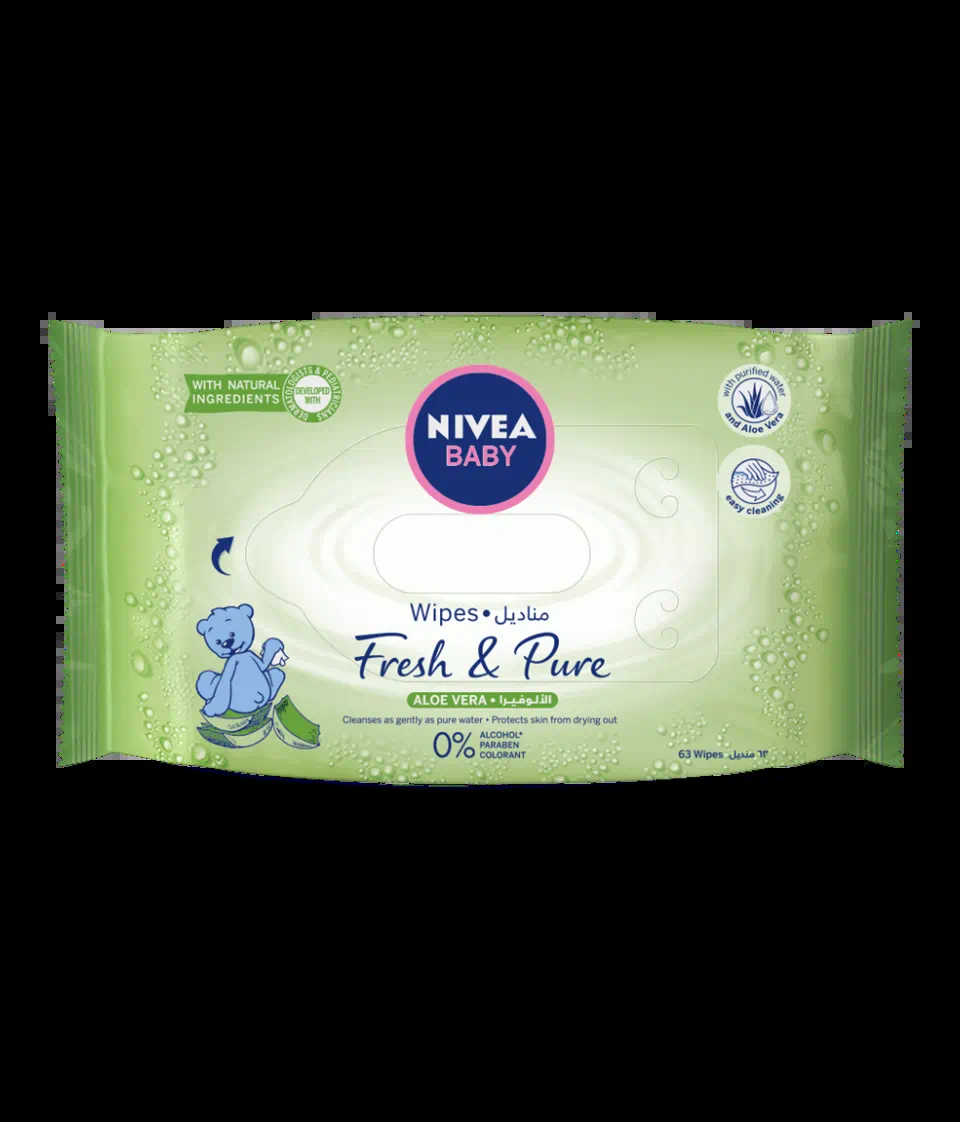 WITH NATURAL
INGREDIENTS
DEVELOPED
WITH
DERMATOLOGISTS & PEDIATRICIANS
NIVEA
BABY
with purified water
and Aloe Vera
easy cleaning
Wipes • مناديل
Fresh & Pure
ALOE VERA • الألوفيرا
Cleanses as gently as pure water • Protects skin from drying out
0% ALCOHOL*
PARABEN
COLORANT
63 Wipes ٦٣ منديل